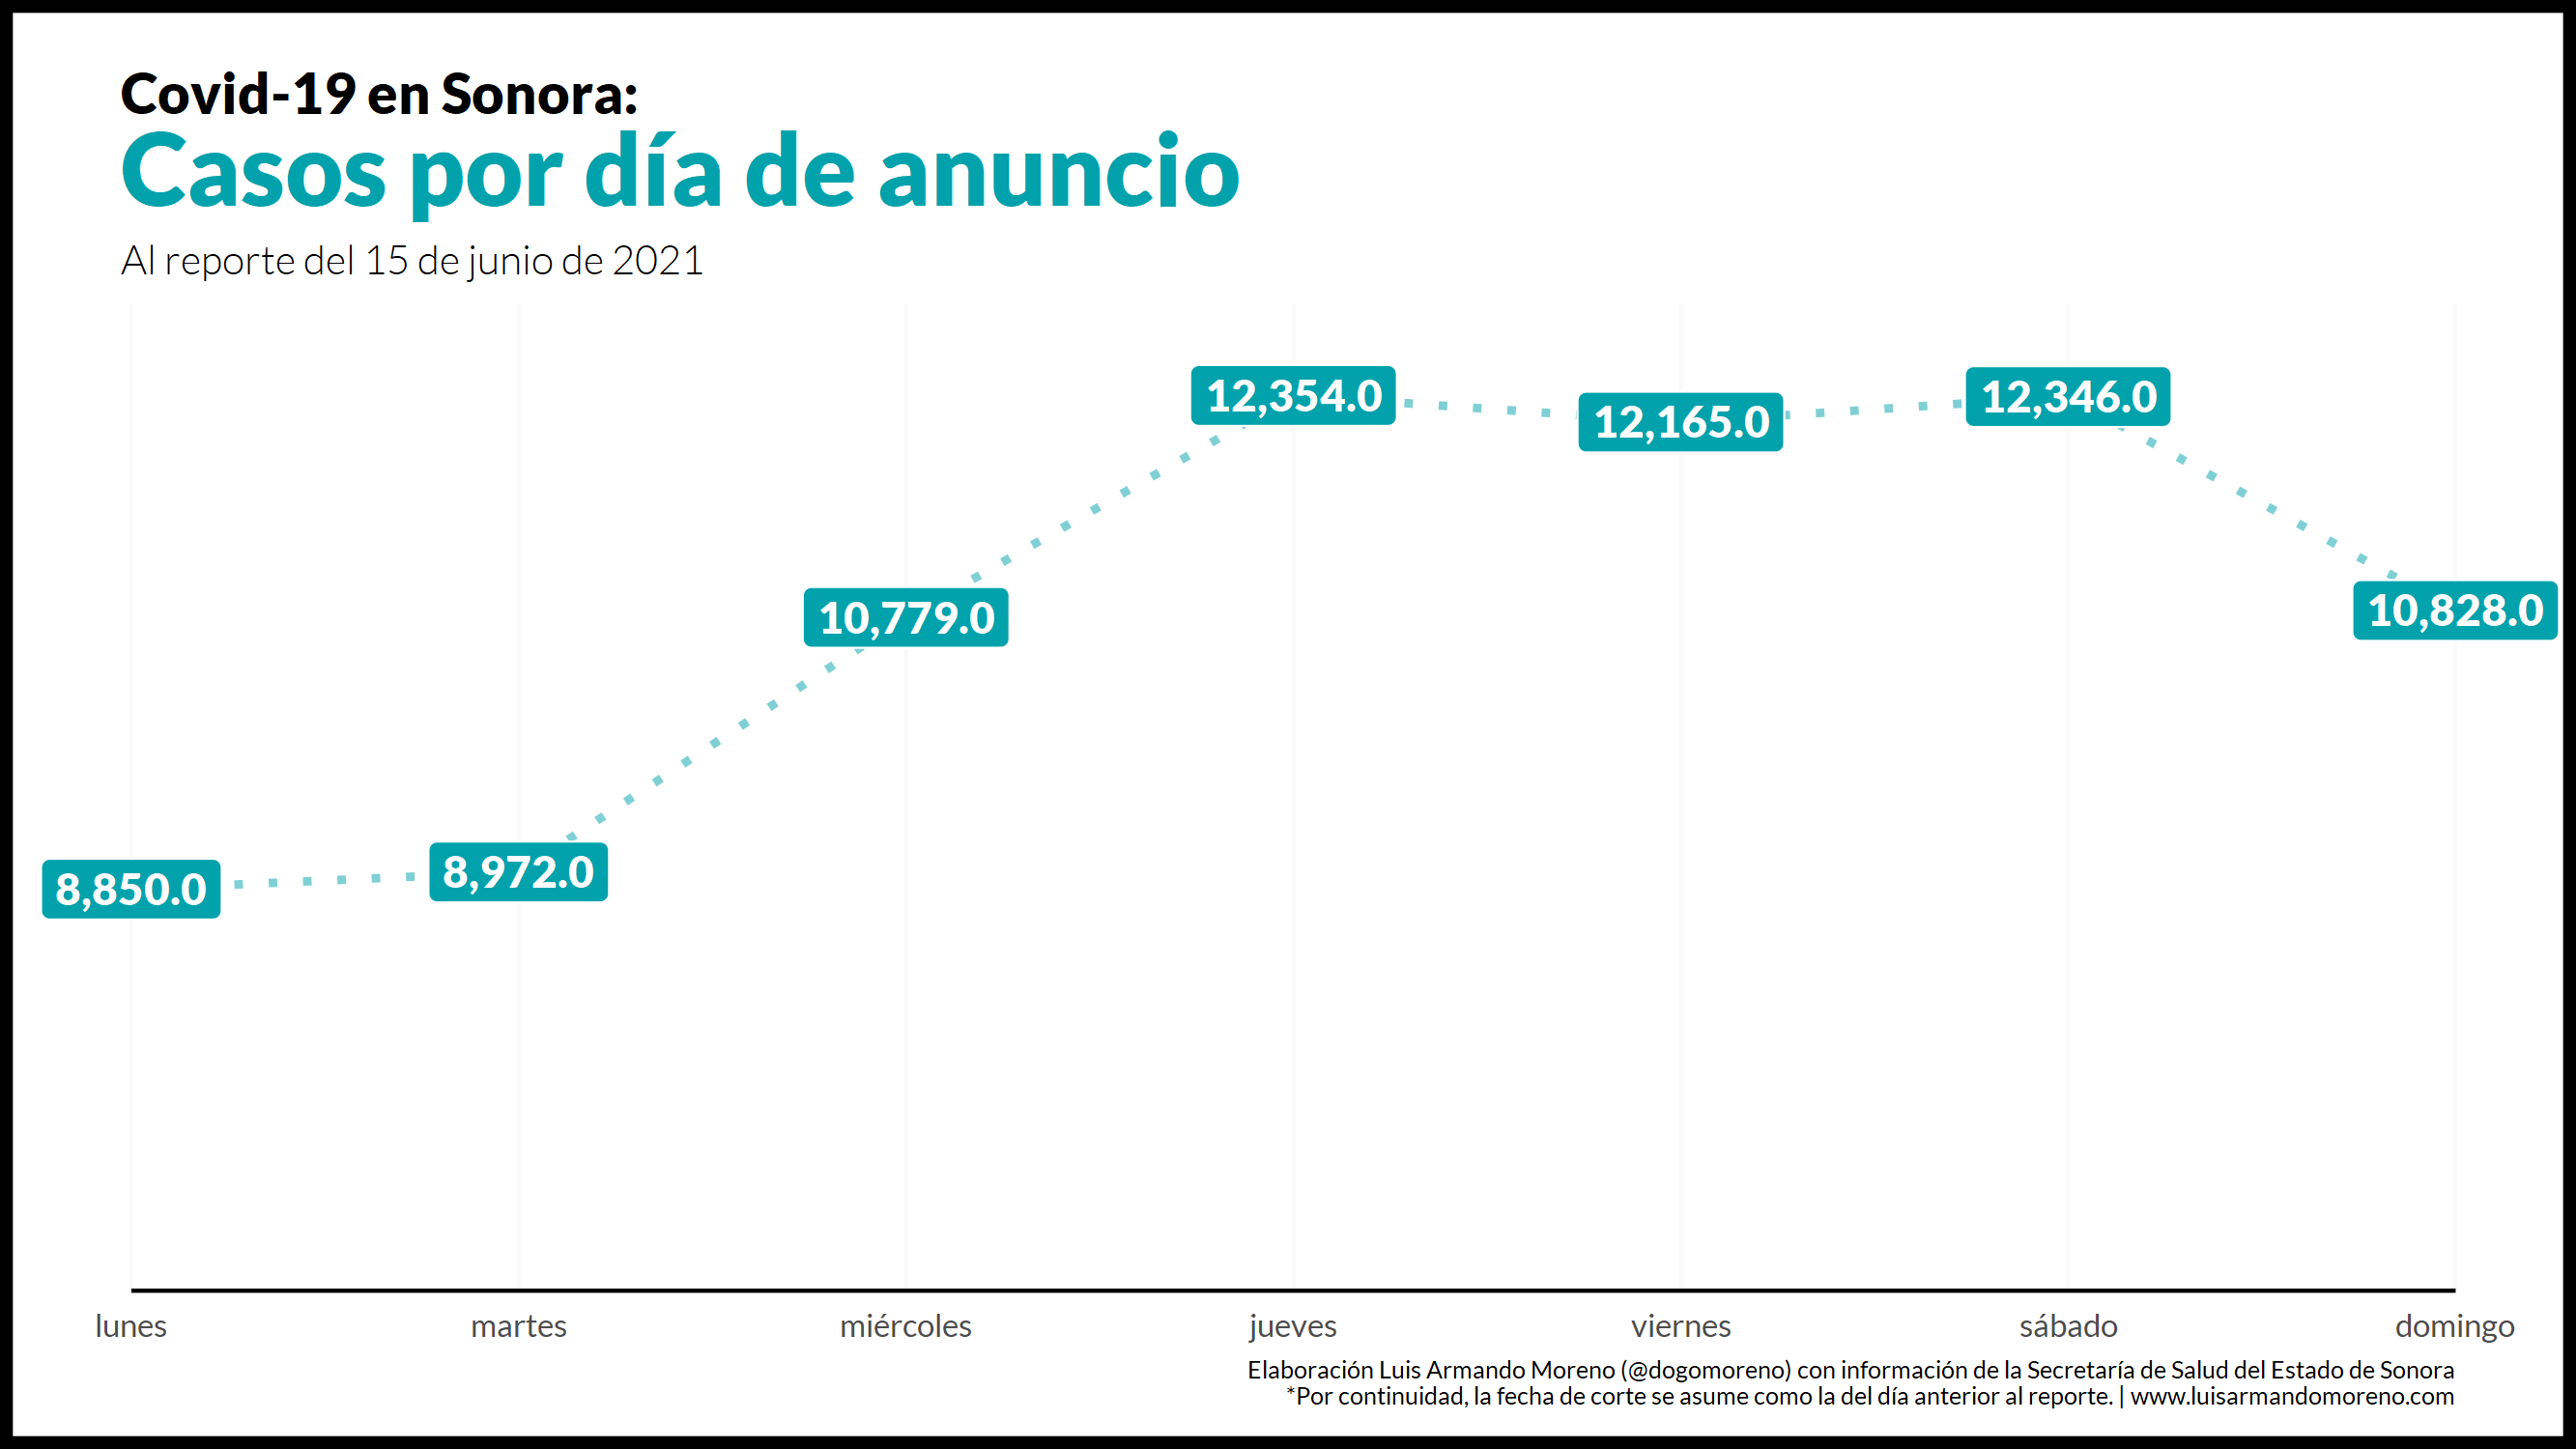 Covid-19 en Sonora:
Casos por día de anuncio
Al reporte del 15 de junio de 2021
12,354.0
12,165.0
12,346.0
10,779.0
10,828.0
8,850.0
8,972.0
lunes
martes
miércoles
jueves
viernes
sábado
domingo
Elaboración Luis Armando Moreno (@dogomoreno) con información de la Secretaría de Salud del Estado de Sonora
*Por continuidad, la fecha de corte se asume como la del día anterior al reporte. | www.luisarmandomoreno.com